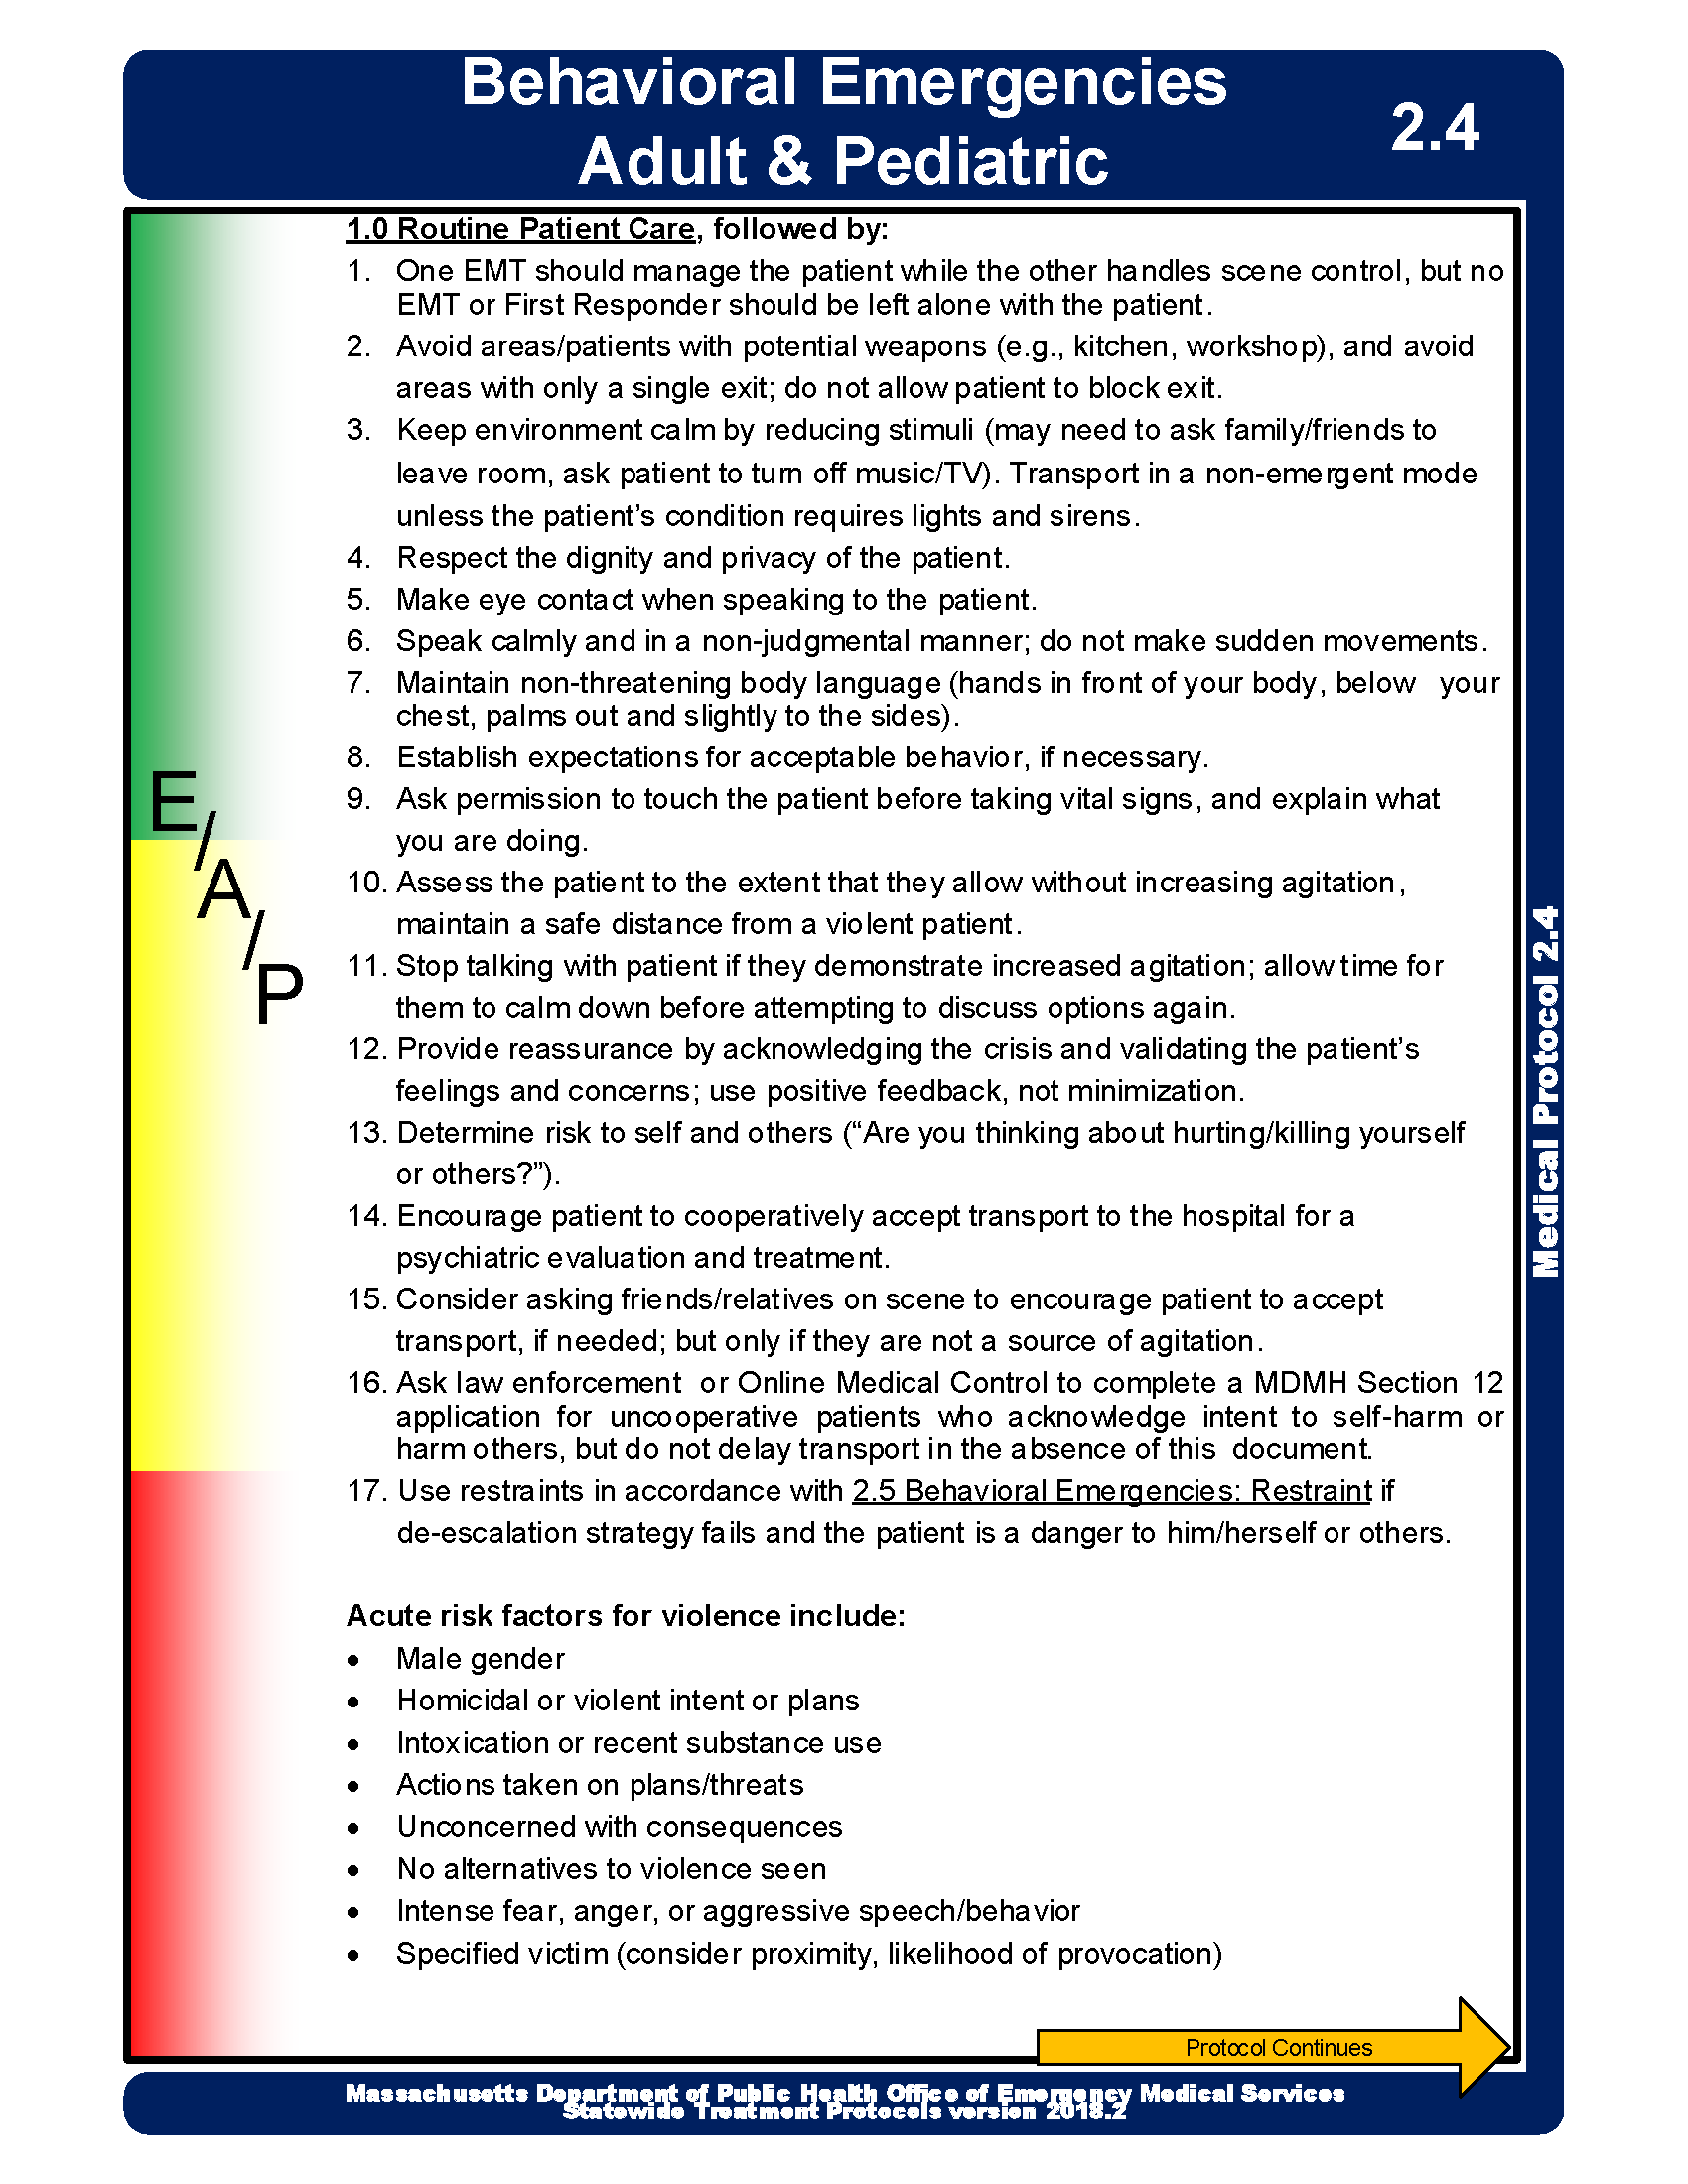 Behavioral Emergencies
Adult & Pediatric
2.4
1.0 Routine Patient Care, followed by:
1. One EMT should manage the patient while the other handles scene control, but no
EMT or First Responder should be left alone with the patient.
2. Avoid areas/patients with potential weapons (e.g., kitchen, workshop), and avoid
areas with only a single exit; do not allow patient to block exit.
3. Keep environment calm by reducing stimuli (may need to ask family/friends to
leave room, ask patient to turn off music/TV). Transport in a non-emergent mode
unless the patient’s condition requires lights and sirens.
4. Respect the dignity and privacy of the patient.
5. Make eye contact when speaking to the patient.
6. Speak calmly and in a non-judgmental manner; do not make sudden movements.
7. Maintain non-threatening body language (hands in front of your body, below your
chest, palms out and slightly to the sides).
8. Establish expectations for acceptable behavior, if necessary.
9. Ask permission to touch the patient before taking vital signs, and explain what
you are doing.
10. Assess the patient to the extent that they allow without increasing agitation,
maintain a safe distance from a violent patient.
11. Stop talking with patient if they demonstrate increased agitation; allow time for
them to calm down before attempting to discuss options again.
12. Provide reassurance by acknowledging the crisis and validating the patient’s
feelings and concerns; use positive feedback, not minimization.
13. Determine risk to self and others (“Are you thinking about hurting/killing yourself
or others?”).
14. Encourage patient to cooperatively accept transport to the hospital for a
psychiatric evaluation and treatment.
15. Consider asking friends/relatives on scene to encourage patient to accept
transport, if needed; but only if they are not a source of agitation.
16. Ask law enforcement or Online Medical Control to complete a MDMH Section 12
application for uncooperative patients who acknowledge intent to self-harm or
harm others, but do not delay transport in the absence of this document.
17. Use restraints in accordance with 2.5 Behavioral Emergencies: Restraint if
de-escalation strategy fails and the patient is a danger to him/herself or others.
Acute risk factors for violence include:
• Male gender
• Homicidal or violent intent or plans
• Intoxication or recent substance use
• Actions taken on plans/threats
• Unconcerned with consequences
• No alternatives to violence seen
• Intense fear, anger, or aggressive speech/behavior
• Specified victim (consider proximity, likelihood of provocation)
E/
A/
P
Medical Protocol 2.4
Protocol Continues
Massachusetts Department of Public Health Office of Emergency Medical Services
Statewide Treatment Protocols version 2018.2